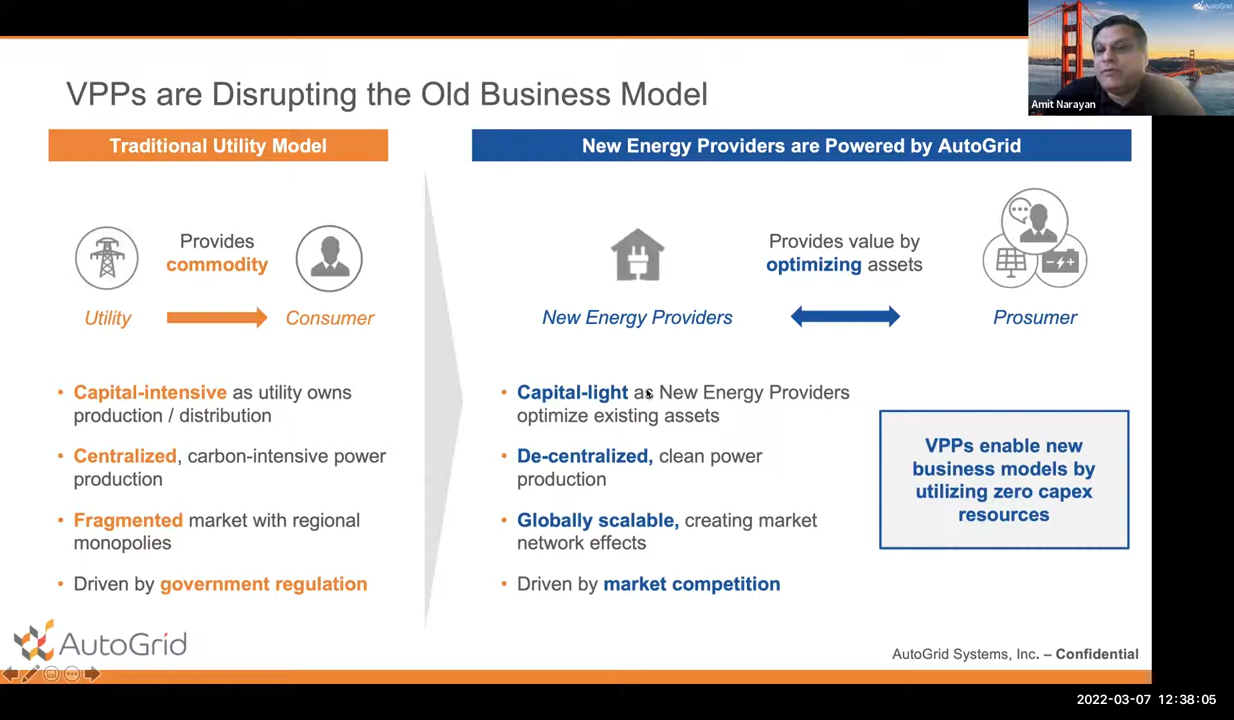 AutoGrid
Amit Narayan
VPPs are Disrupting the Old Business Model
Traditional Utility Model
Provides
commodity
Utility
Consumer
• Capital-intensive as utility owns
production / distribution
• Centralized, carbon-intensive power
production
• Fragmented market with regional
monopolies
• Driven by government regulation
New Energy Providers are Powered by AutoGrid
Provides value by
optimizing assets
New Energy Providers
Prosumer
• Capital-light as New Energy Providers
optimize existing assets
• De-centralized, clean power
production
• Globally scalable, creating market
network effects
• Driven by market competition
VPPs enable new
business models by
utilizing zero capex
resources
AutoGrid
AutoGrid Systems, Inc. – Confidential
2022-03-07 12:38:05